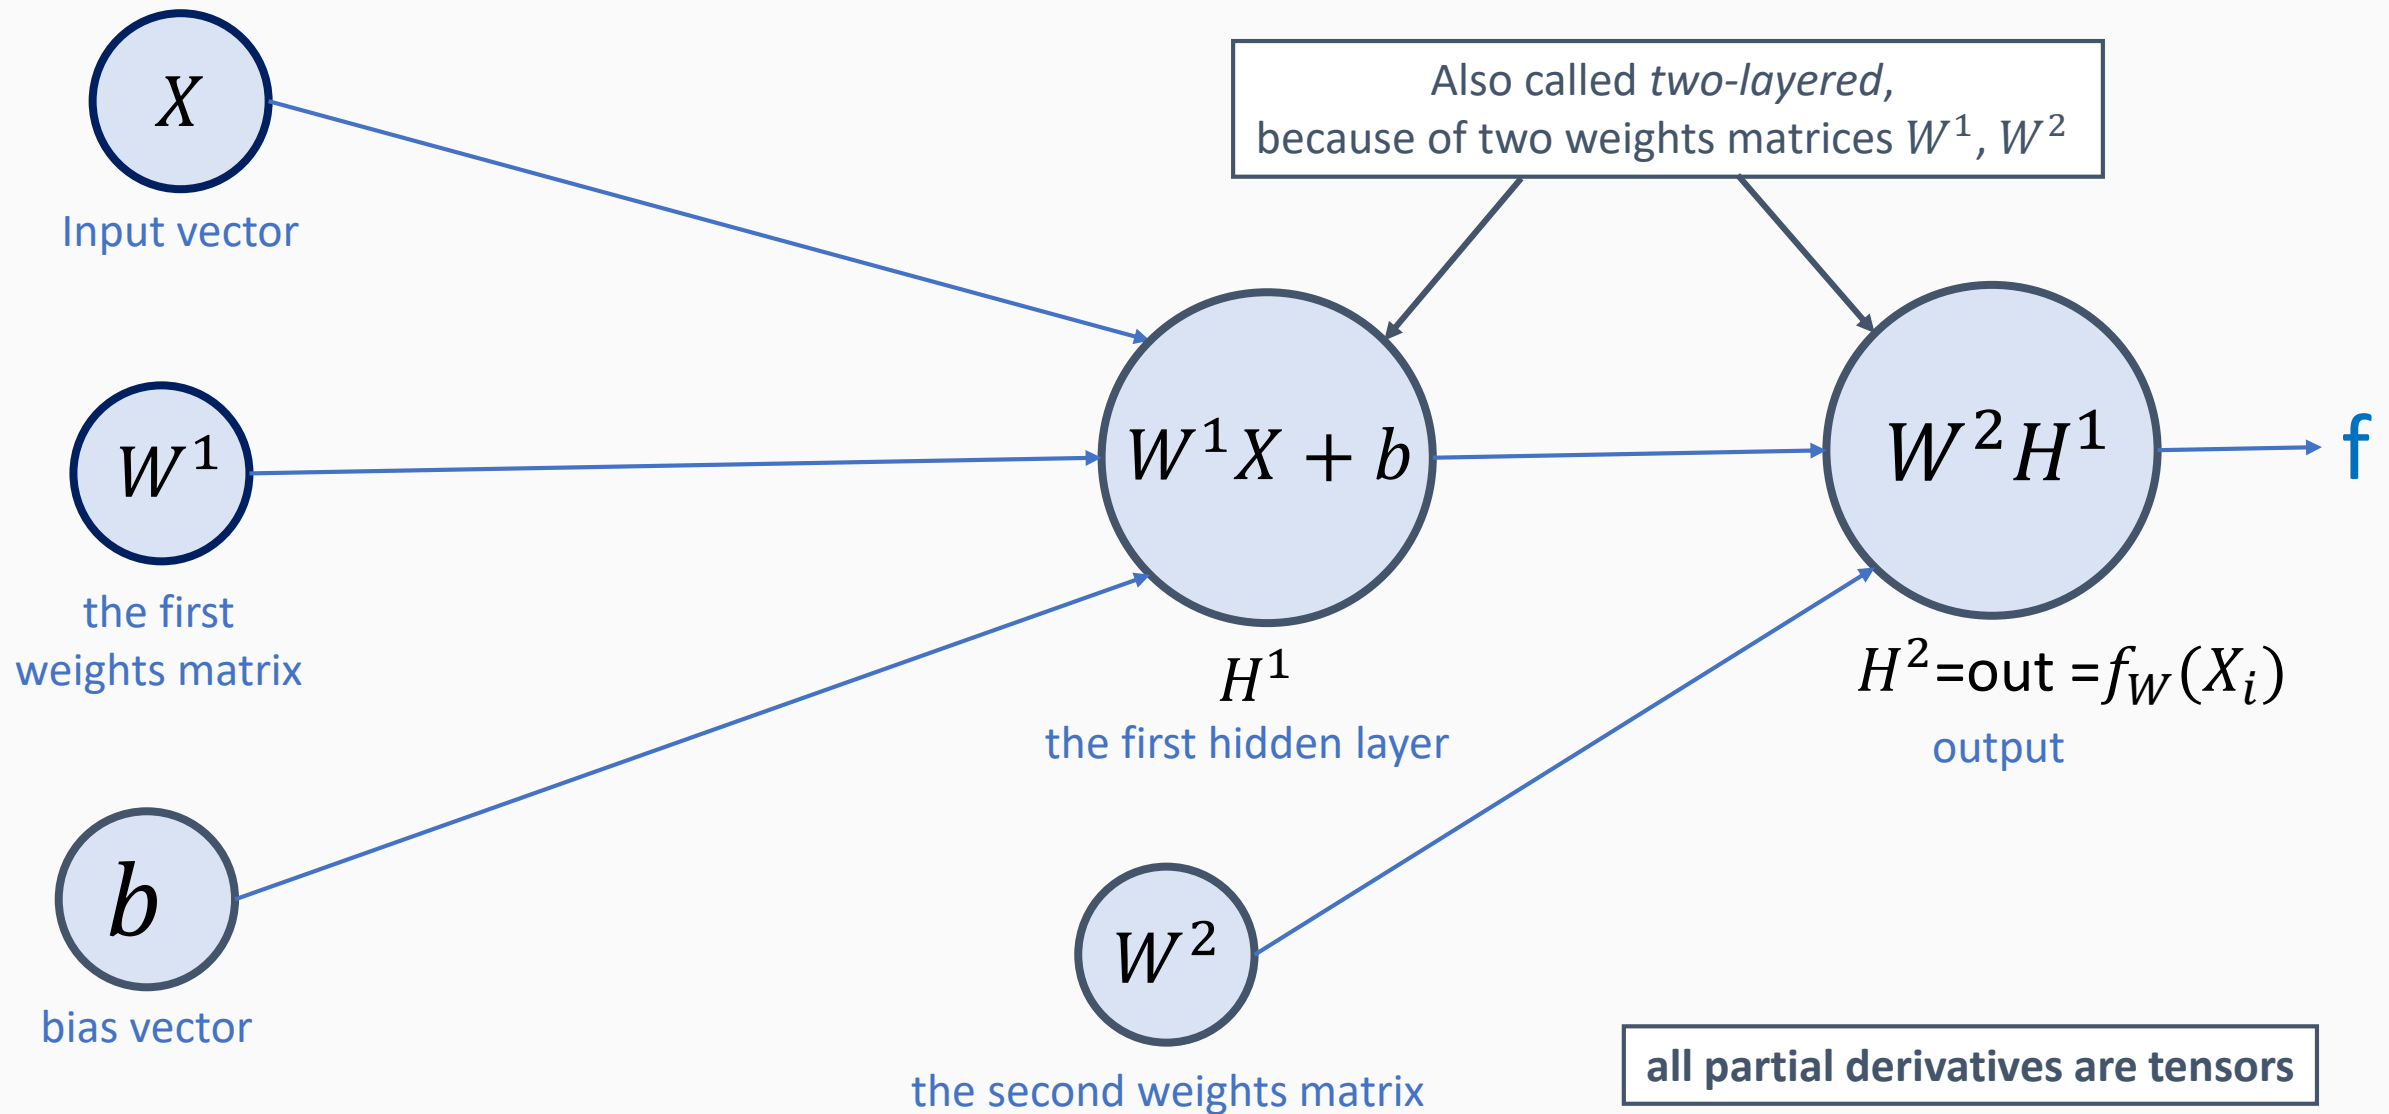 X
Input vector
Also called two-layered,
because of two weights matrices W¹, W²
W¹
the first
weights matrix
W¹X + b
H¹
the first hidden layer
W²H¹
H²=out =f_W(X_i)
output
f
b
bias vector
W²
the second weights matrix
all partial derivatives are tensors